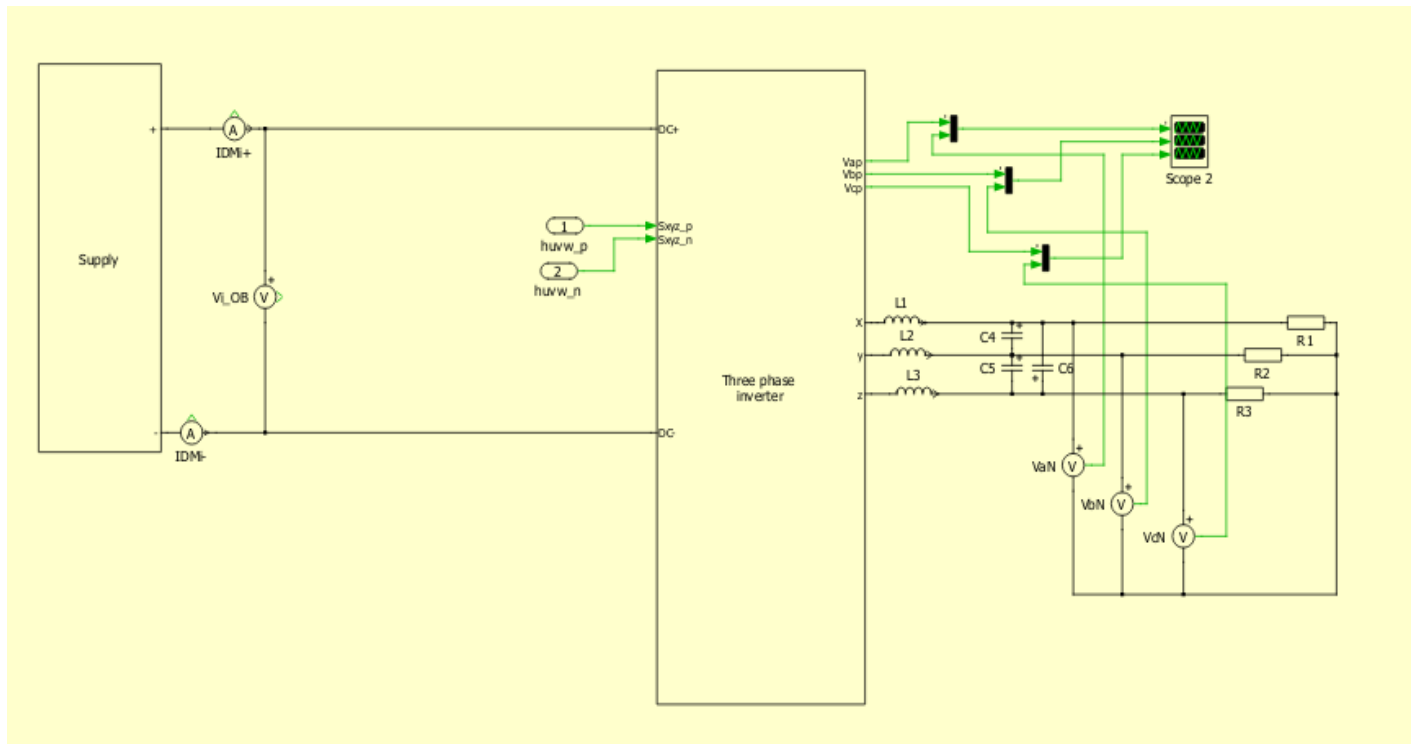 Supply
+
-
A
IDMi+
A
IDMi-
Vi_OB
V
+
1
huvw_p
2
huvw_n
DC+
Sxyz_p
Sxyz_n
DC-
Three phase
inverter
Vap
Vbp
Vcp
x
y
z
Scope 2
L1
L2
L3
C4
+
C5
+
C6
+
R1
R2
R3
VaN
V
+
VbN
V
+
VcN
V
+